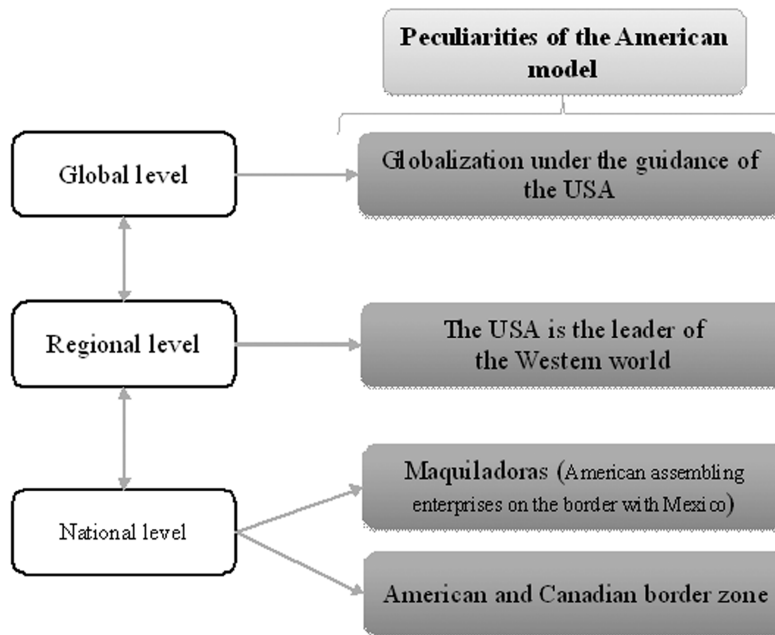 Peculiarities of the American
model
Global level
Globalization under the guidance of
the USA
Regional level
The USA is the leader of
the Western world
National level
Maquiladoras (American assembling
enterprises on the border with Mexico)
American and Canadian border zone